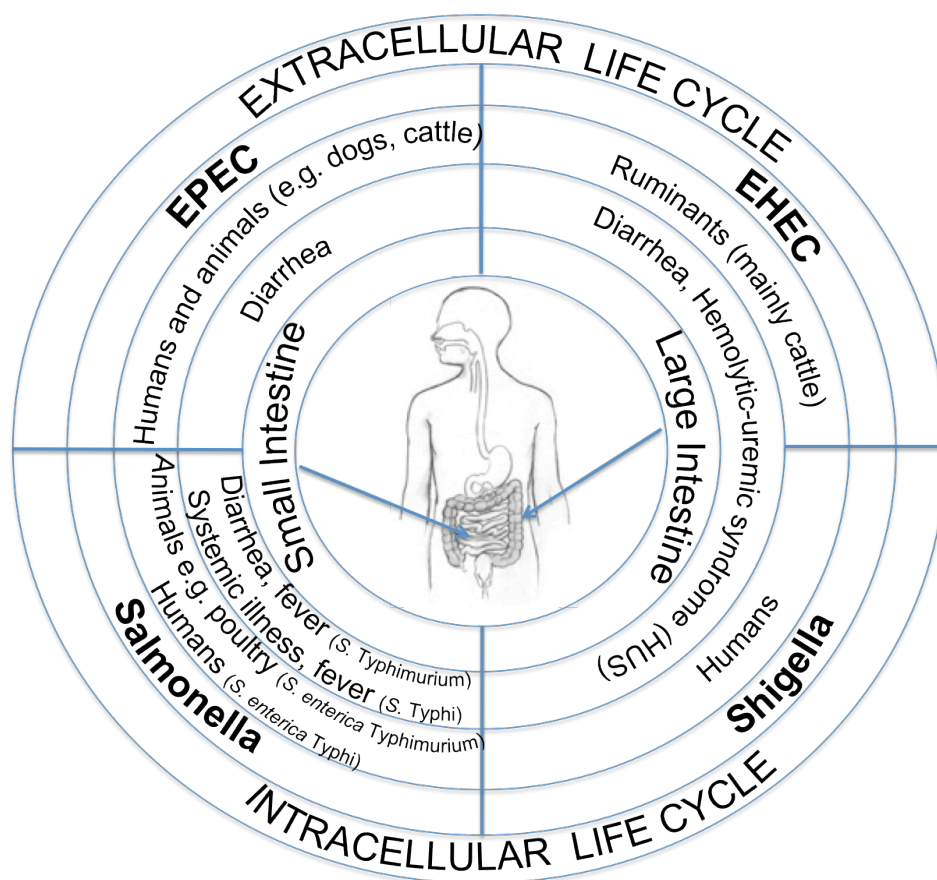 EXTRACELLULAR LIFE CYCLE
EPEC
Humans and animals (e.g. dogs, cattle)
Diarrhea
Small Intestine
EHEC
Ruminants (mainly cattle)
Diarrhea, Hemolytic-uremic syndrome (HUS)
Large Intestine
Diarrhea, fever (S. Typhimurium)
Systemic illness, fever (S. Typhi)
Animals e.g. poultry (S. enterica Typhimurium)
Humans (S. enterica Typhi)
Salmonella
Humans
Shigella
INTRACELLULAR LIFE CYCLE